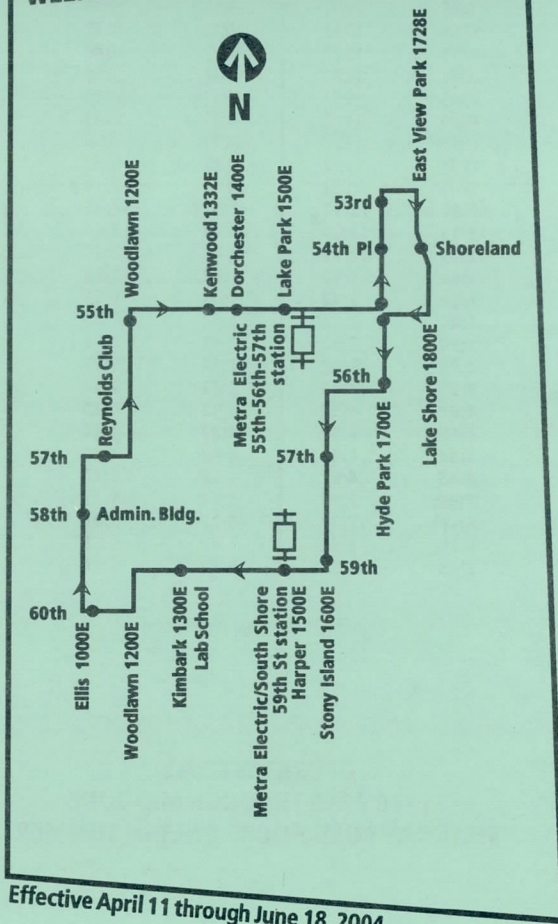 N
East View Park 1728E
53rd
54th Pl
Shoreland
Woodlawn 1200E
Kenwood 1332E
Dorchester 1400E
Lake Park 1500E
55th
Reynolds Club
Metra Electric
55th-56th-57th
station
Lake Shore 1800E
56th
Hyde Park 1700E
57th
57th
58th
Admin. Bldg.
59th
60th
Ellis 1000E
Woodlawn 1200E
Kimbark 1300E
Lab School
Metra Electric/South Shore
59th St station
Harper 1500E
Stony Island 1600E
Effective April 11 through June 18, 2004